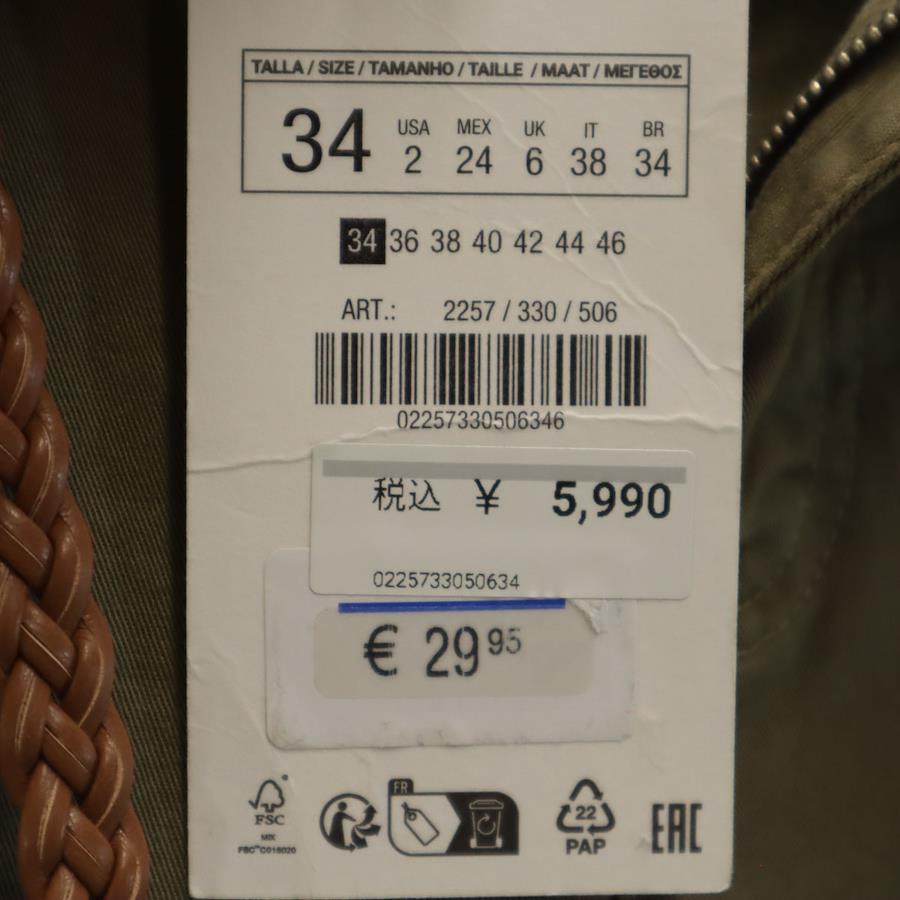 TALLA / SIZE / TAMANHO / TAILLE / MAAT / ΜΕΓΕΘΟΣ
USA MEX UK IT BR
34 2 24 6 38 34
34 36 38 40 42 44 46
ART.: 2257 / 330 / 506
02257330506346
税込 ¥ 5,990
0225733050634
€ 29 95
FR
FSC
MIX
FSC™ C016020
22
PAP
EAC